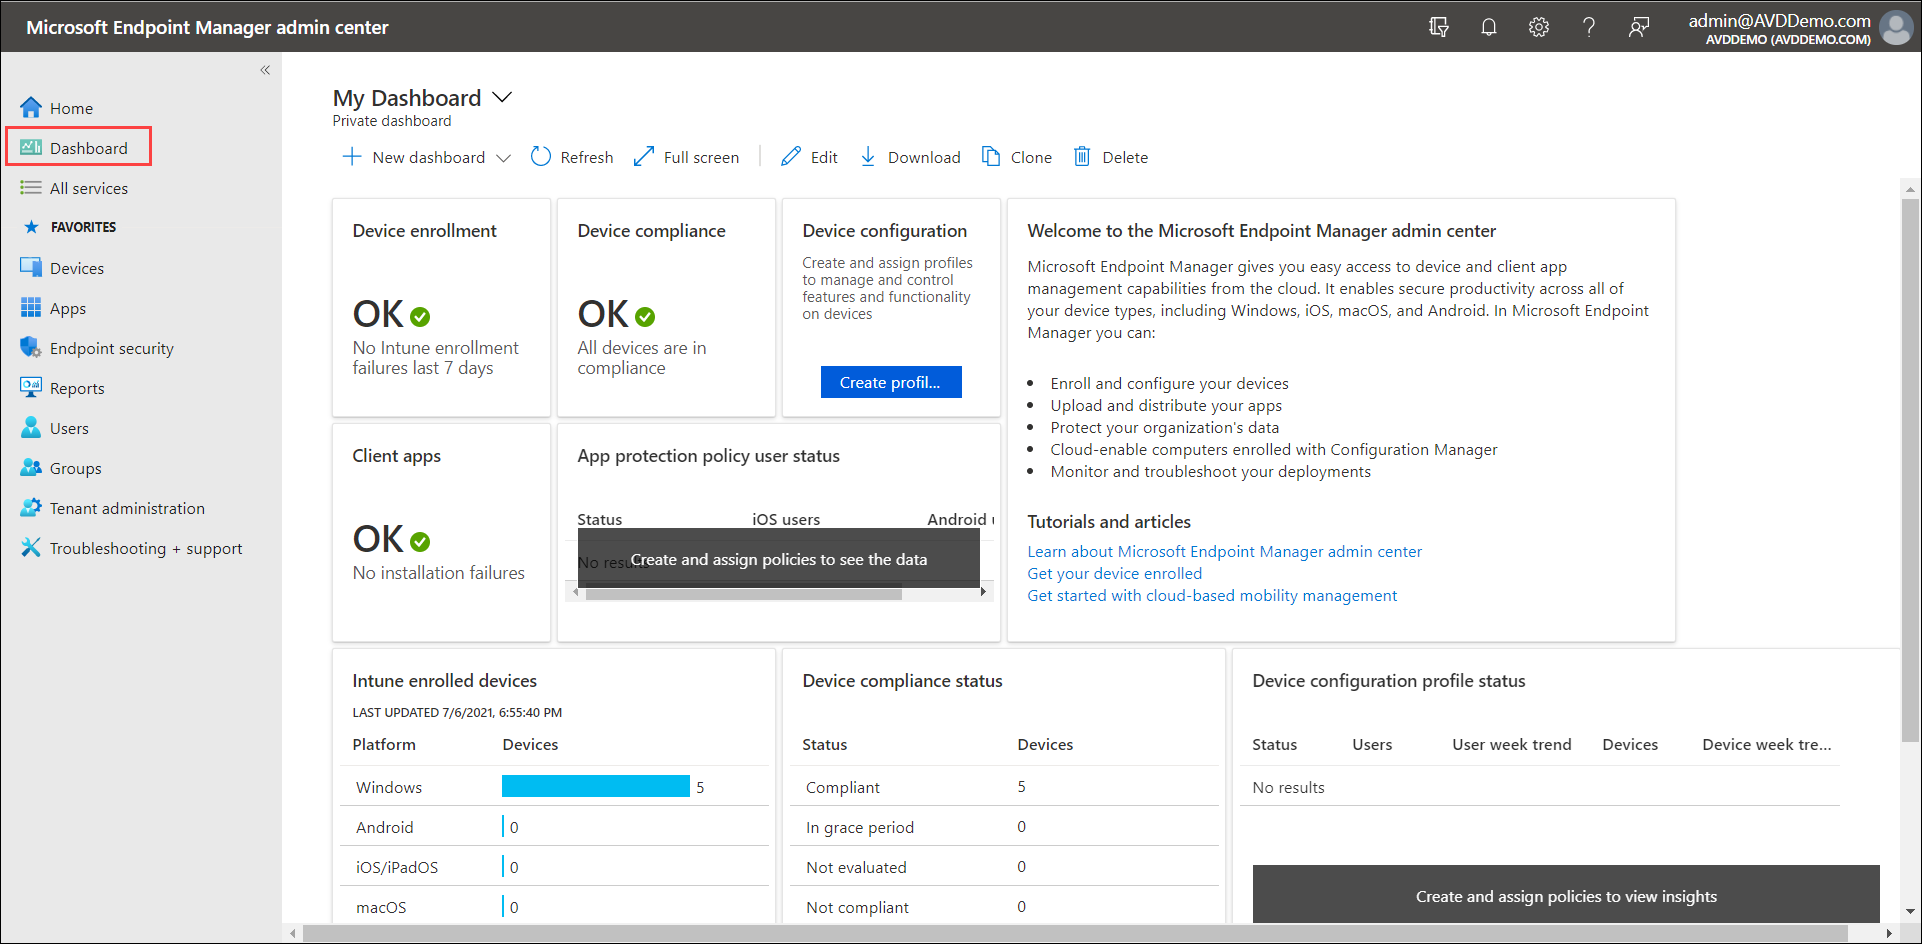 Microsoft Endpoint Manager admin center
admin@AVDDemo.com
AVDDEMO (AVDDEMO.COM)
Home
Dashboard
All services
FAVORITES
Devices
Apps
Endpoint security
Reports
Users
Groups
Tenant administration
Troubleshooting + support
My Dashboard
Private dashboard
New dashboard
Refresh
Full screen
Edit
Download
Clone
Delete
Device enrollment
OK
No Intune enrollment
failures last 7 days
Device compliance
OK
All devices are in
compliance
Device configuration
Create and assign profiles
to manage and control
features and functionality
on devices
Create profil...
Welcome to the Microsoft Endpoint Manager admin center
Microsoft Endpoint Manager gives you easy access to device and client app
management capabilities from the cloud. It enables secure productivity across all of
your device types, including Windows, iOS, macOS, and Android. In Microsoft Endpoint
Manager you can:
• Enroll and configure your devices
• Upload and distribute your apps
• Protect your organization's data
• Cloud-enable computers enrolled with Configuration Manager
• Monitor and troubleshoot your deployments
Tutorials and articles
Learn about Microsoft Endpoint Manager admin center
Get your device enrolled
Get started with cloud-based mobility management
Client apps
OK
No installation failures
App protection policy user status
Status iOS users Android u
No results
Create and assign policies to see the data
Intune enrolled devices
LAST UPDATED 7/6/2021, 6:55:40 PM
Platform Devices
Windows 5
Android 0
iOS/iPadOS 0
macOS 0
Device compliance status
Status Devices
Compliant 5
In grace period 0
Not evaluated 0
Not compliant 0
Device configuration profile status
Status Users User week trend Devices Device week tre...
No results
Create and assign policies to view insights